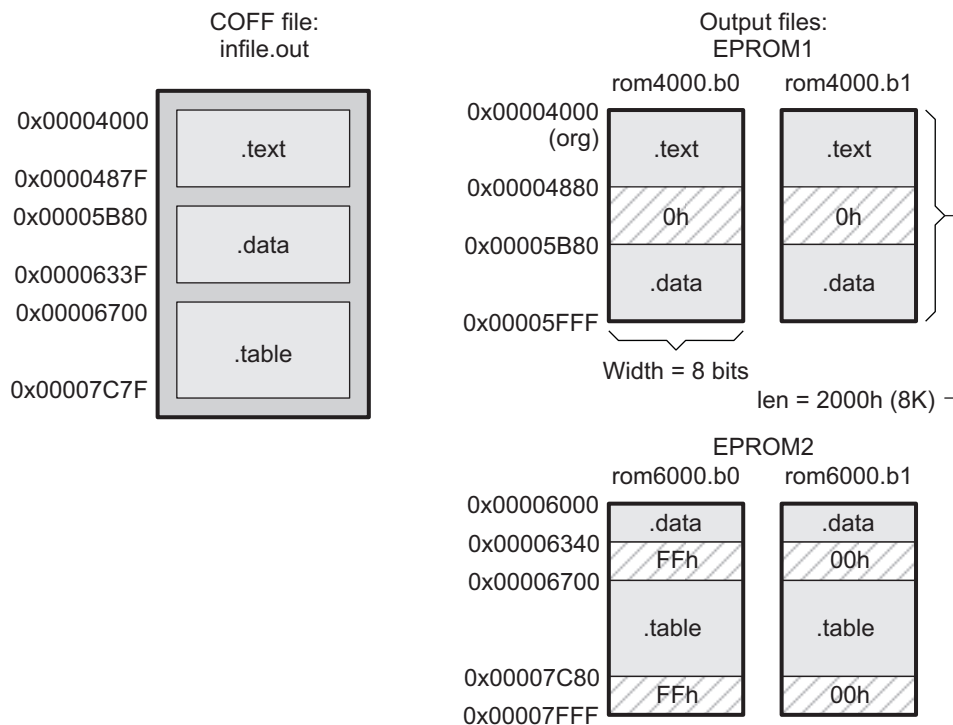 COFF file:
infile.out
0x00004000
.text
0x0000487F
0x00005B80
.data
0x0000633F
0x00006700
.table
0x00007C7F
Output files:
EPROM1
rom4000.b0 rom4000.b1
0x00004000
(org)
.text .text
0x00004880
0h 0h
0x00005B80
.data .data
0x00005FFF
Width = 8 bits
len = 2000h (8K)
EPROM2
rom6000.b0 rom6000.b1
0x00006000
.data .data
0x00006340
FFh 00h
0x00006700
.table .table
0x00007C80
FFh 00h
0x00007FFF